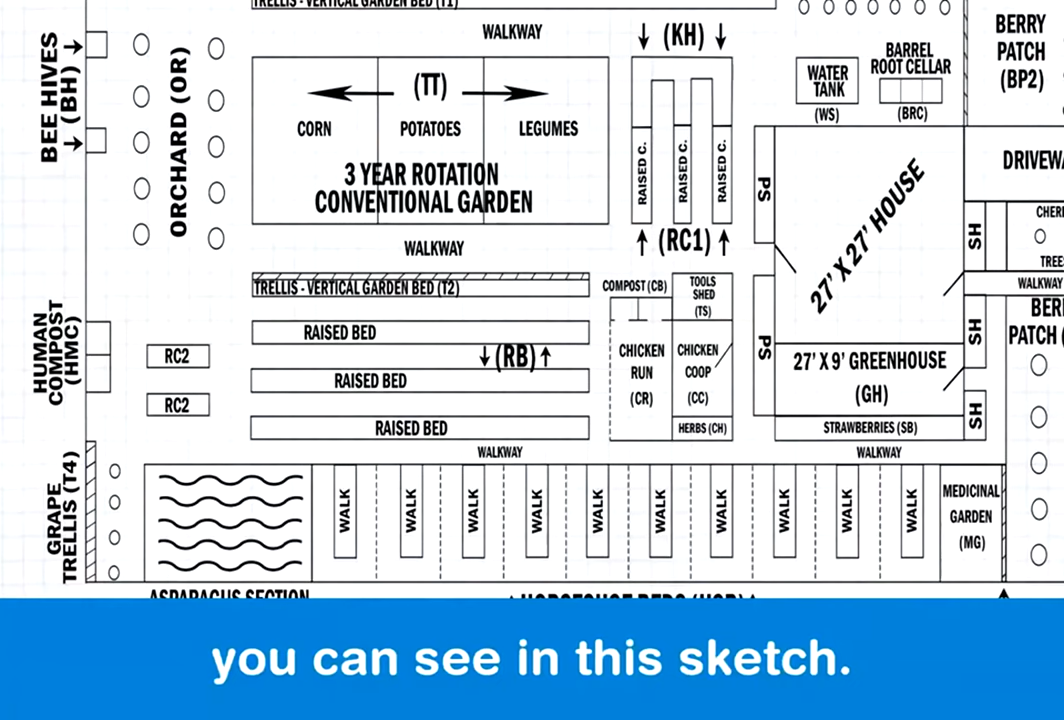 TRELLIS - VERTICAL GARDEN BED (T1)
WALKWAY
(KH)
BEE HIVES
(BH)
ORCHARD (OR)
(TT)
CORN
POTATOES
LEGUMES
3 YEAR ROTATION
CONVENTIONAL GARDEN
RAISED C.
RAISED C.
RAISED C.
(RC1)
WATER
TANK
(WS)
BARREL
ROOT CELLAR
(BRC)
BERRY
PATCH
(BP2)
PS
27' X 27' HOUSE
SH
WALKWAY
WALKWAY
TRELLIS - VERTICAL GARDEN BED (T2)
RAISED BED
(RB)
RAISED BED
RAISED BED
COMPOST (CB)
TOOLS
SHED
(TS)
CHICKEN
RUN
(CR)
CHICKEN
COOP
(CC)
HERBS (CH)
PS
27' X 9' GREENHOUSE
(GH)
STRAWBERRIES (SB)
SH
SH
PATCH
HUMAN
COMPOST
(HMC)
RC2
RC2
WALKWAY
WALKWAY
GRAPE
TRELLIS (T4)
WALK
WALK
WALK
WALK
WALK
WALK
WALK
WALK
WALK
WALK
MEDICINAL
GARDEN
(MG)
ASPARAGUS SECTION
you can see in this sketch.